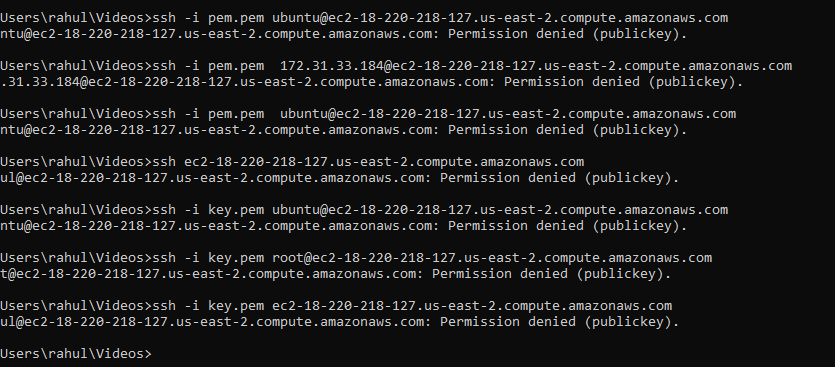 Users\rahul\Videos>ssh -i pem.pem ubuntu@ec2-18-220-218-127.us-east-2.compute.amazonaws.com
ntu@ec2-18-220-218-127.us-east-2.compute.amazonaws.com: Permission denied (publickey).
Users\rahul\Videos>ssh -i pem.pem  172.31.33.184@ec2-18-220-218-127.us-east-2.compute.amazonaws.com
.31.33.184@ec2-18-220-218-127.us-east-2.compute.amazonaws.com: Permission denied (publickey).
Users\rahul\Videos>ssh -i pem.pem  ubuntu@ec2-18-220-218-127.us-east-2.compute.amazonaws.com
ntu@ec2-18-220-218-127.us-east-2.compute.amazonaws.com: Permission denied (publickey).
Users\rahul\Videos>ssh ec2-18-220-218-127.us-east-2.compute.amazonaws.com
ul@ec2-18-220-218-127.us-east-2.compute.amazonaws.com: Permission denied (publickey).
Users\rahul\Videos>ssh -i key.pem ubuntu@ec2-18-220-218-127.us-east-2.compute.amazonaws.com
ntu@ec2-18-220-218-127.us-east-2.compute.amazonaws.com: Permission denied (publickey).
Users\rahul\Videos>ssh -i key.pem root@ec2-18-220-218-127.us-east-2.compute.amazonaws.com
t@ec2-18-220-218-127.us-east-2.compute.amazonaws.com: Permission denied (publickey).
Users\rahul\Videos>ssh -i key.pem ec2-18-220-218-127.us-east-2.compute.amazonaws.com
ul@ec2-18-220-218-127.us-east-2.compute.amazonaws.com: Permission denied (publickey).
Users\rahul\Videos>